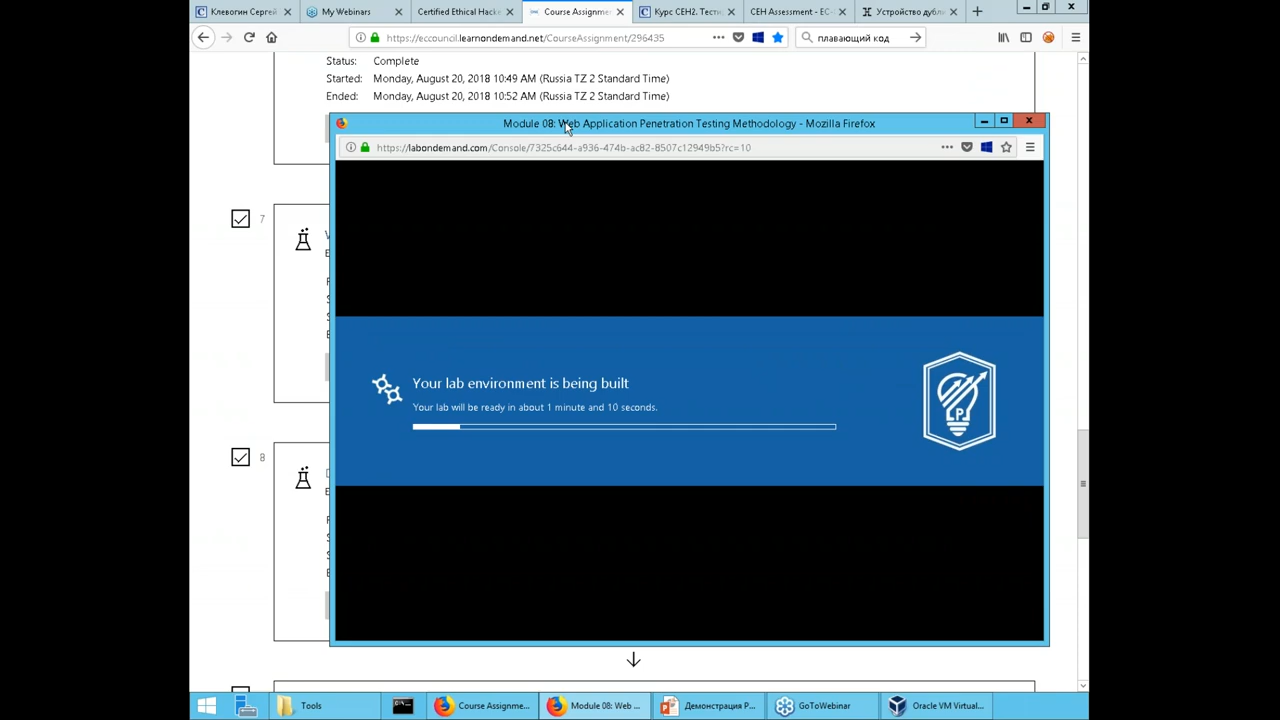 Клевогин Сергей
My Webinars
Certified Ethical Hack
Course Assignme
Курс CEH2. Тести
CEH Assessment - EC-
Устройство дубл
https://eccouncil.learnondemand.net/CourseAssignment/296435
плавающий код
Status: Complete
Started: Monday, August 20, 2018 10:49 AM (Russia TZ 2 Standard Time)
Ended: Monday, August 20, 2018 10:52 AM (Russia TZ 2 Standard Time)
Module 08: Web Application Penetration Testing Methodology - Mozilla Firefox
https://labondemand.com/Console/7325c644-a936-474b-ac82-8507c12949b5?rc=10
7
Your lab environment is being built
Your lab will be ready in about 1 minute and 10 seconds.
P
8
Tools
Course Assignme...
Module 08: Web ...
Демонстрация P...
GoToWebinar
Oracle VM Virtual...